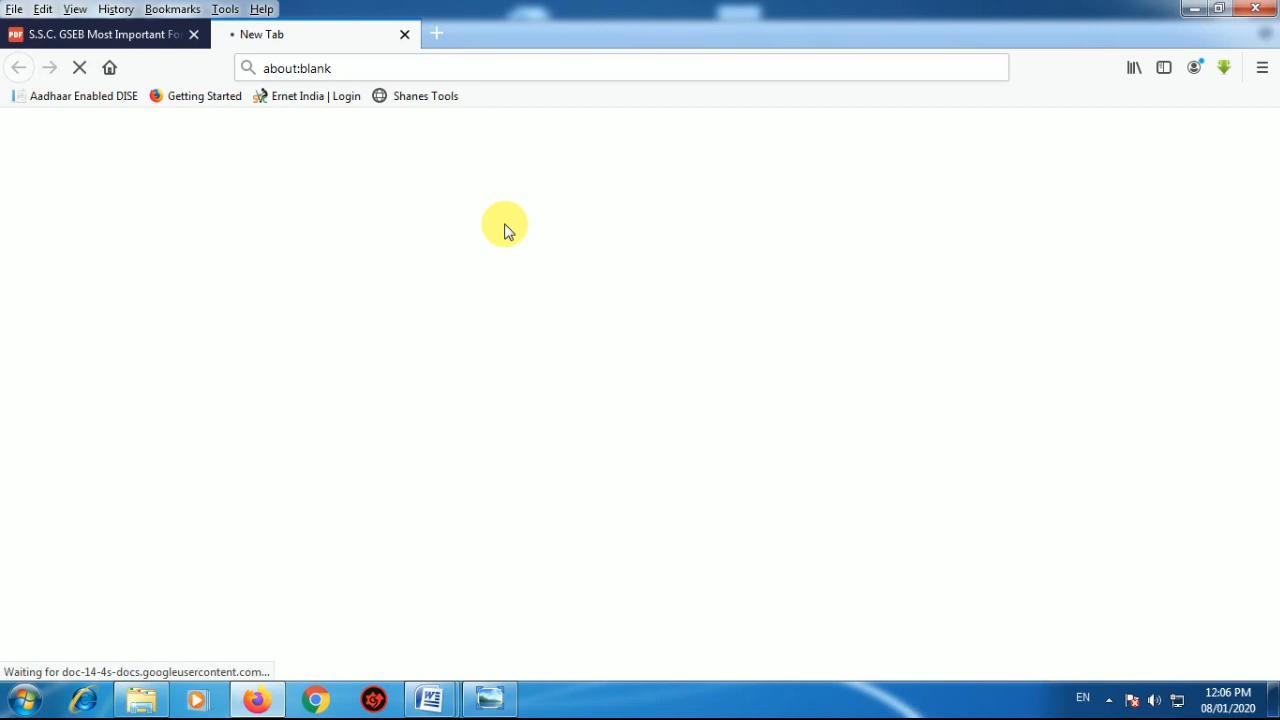 File Edit View History Bookmarks Tools Help
PDF S.S.C. GSEB Most Important Fo
New Tab
about:blank
Aadhaar Enabled DISE Getting Started Ernet India | Login Shanes Tools
Waiting for doc-14-4s-docs.googleusercontent.com...
EN
12:06 PM
08/01/2020